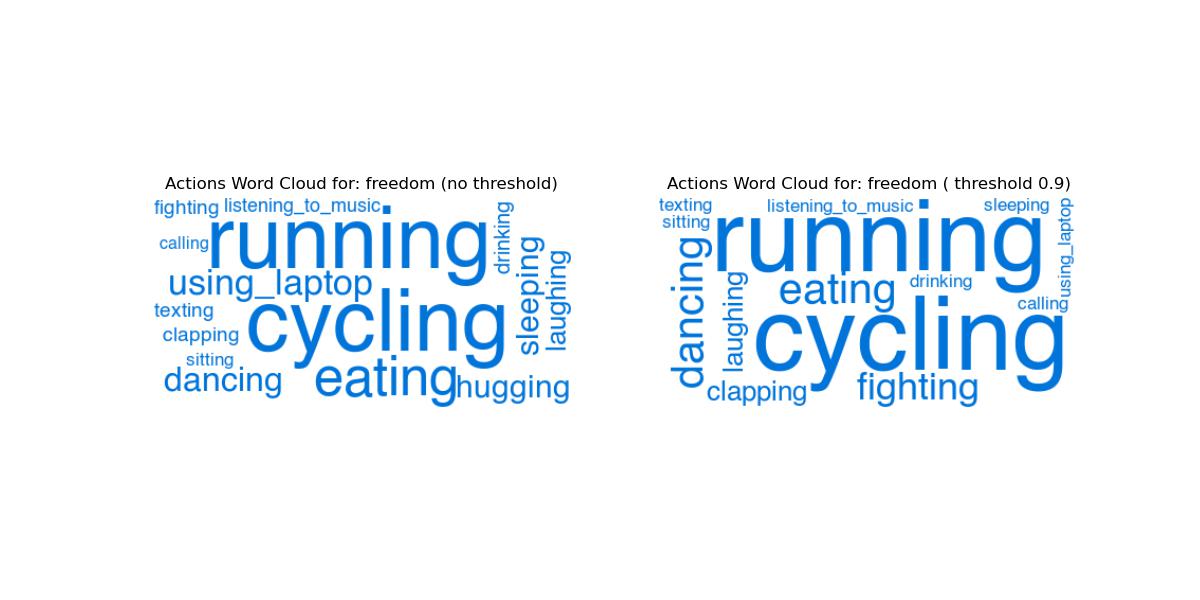 Actions Word Cloud for: freedom (no threshold)
fighting
listening_to_music
running
drinking
calling
using_laptop
sleeping
laughing
texting
cycling
clapping
sitting
dancing
eating
hugging
Actions Word Cloud for: freedom ( threshold 0.9)
texting
listening_to_music
sleeping
sitting
running
using_laptop
dancing
laughing
eating
drinking
calling
cycling
clapping
fighting